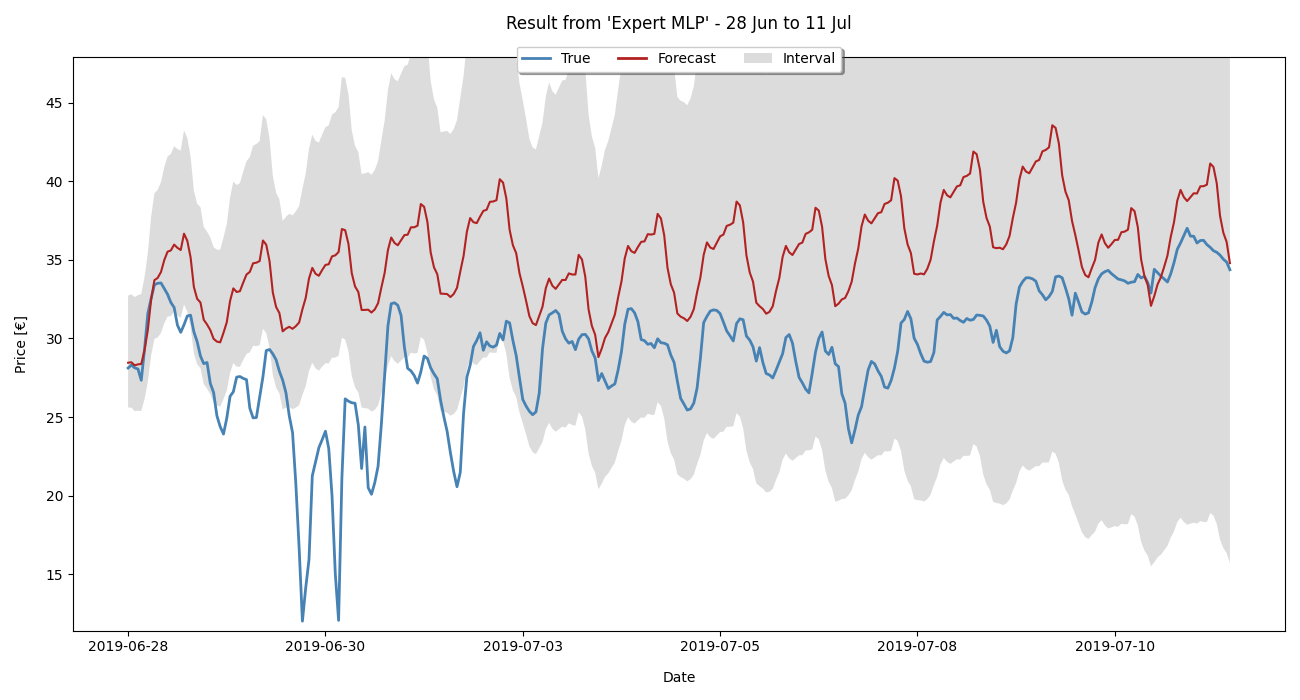 Result from 'Expert MLP' - 28 Jun to 11 Jul
True Forecast Interval
45
40
35
30
25
20
15
Price [€]
2019-06-28 2019-06-30 2019-07-03 2019-07-05 2019-07-08 2019-07-10
Date